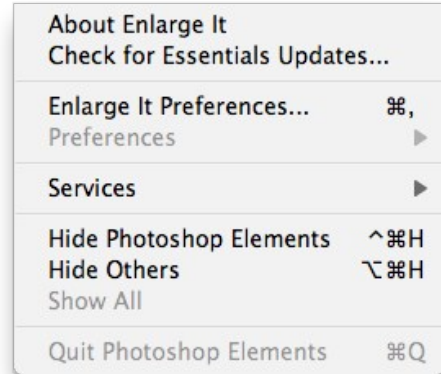 About Enlarge It
Check for Essentials Updates...
Enlarge It Preferences... ⌘,
Preferences ▶
Services ▶
Hide Photoshop Elements ^⌘H
Hide Others ⌥⌘H
Show All
Quit Photoshop Elements ⌘Q